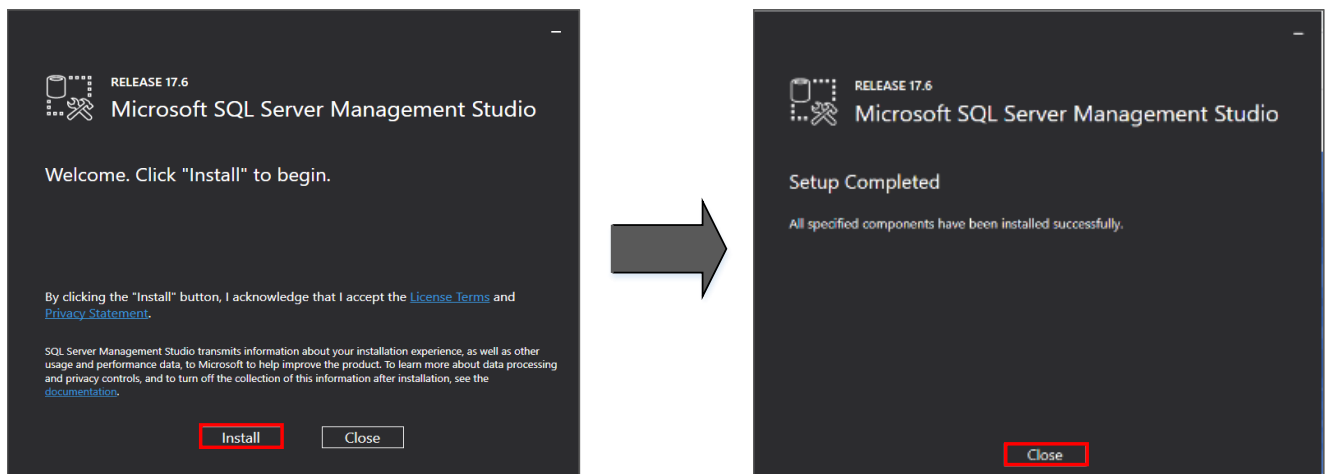 RELEASE 17.6
Microsoft SQL Server Management Studio
Welcome. Click "Install" to begin.
By clicking the "Install" button, I acknowledge that I accept the License Terms and
Privacy Statement.
SQL Server Management Studio transmits information about your installation experience, as well as other
usage and performance data, to Microsoft to help improve the product. To learn more about data processing
and privacy controls, and to turn off the collection of this information after installation, see the
documentation.
Install
Close
RELEASE 17.6
Microsoft SQL Server Management Studio
Setup Completed
All specified components have been installed successfully.
Close